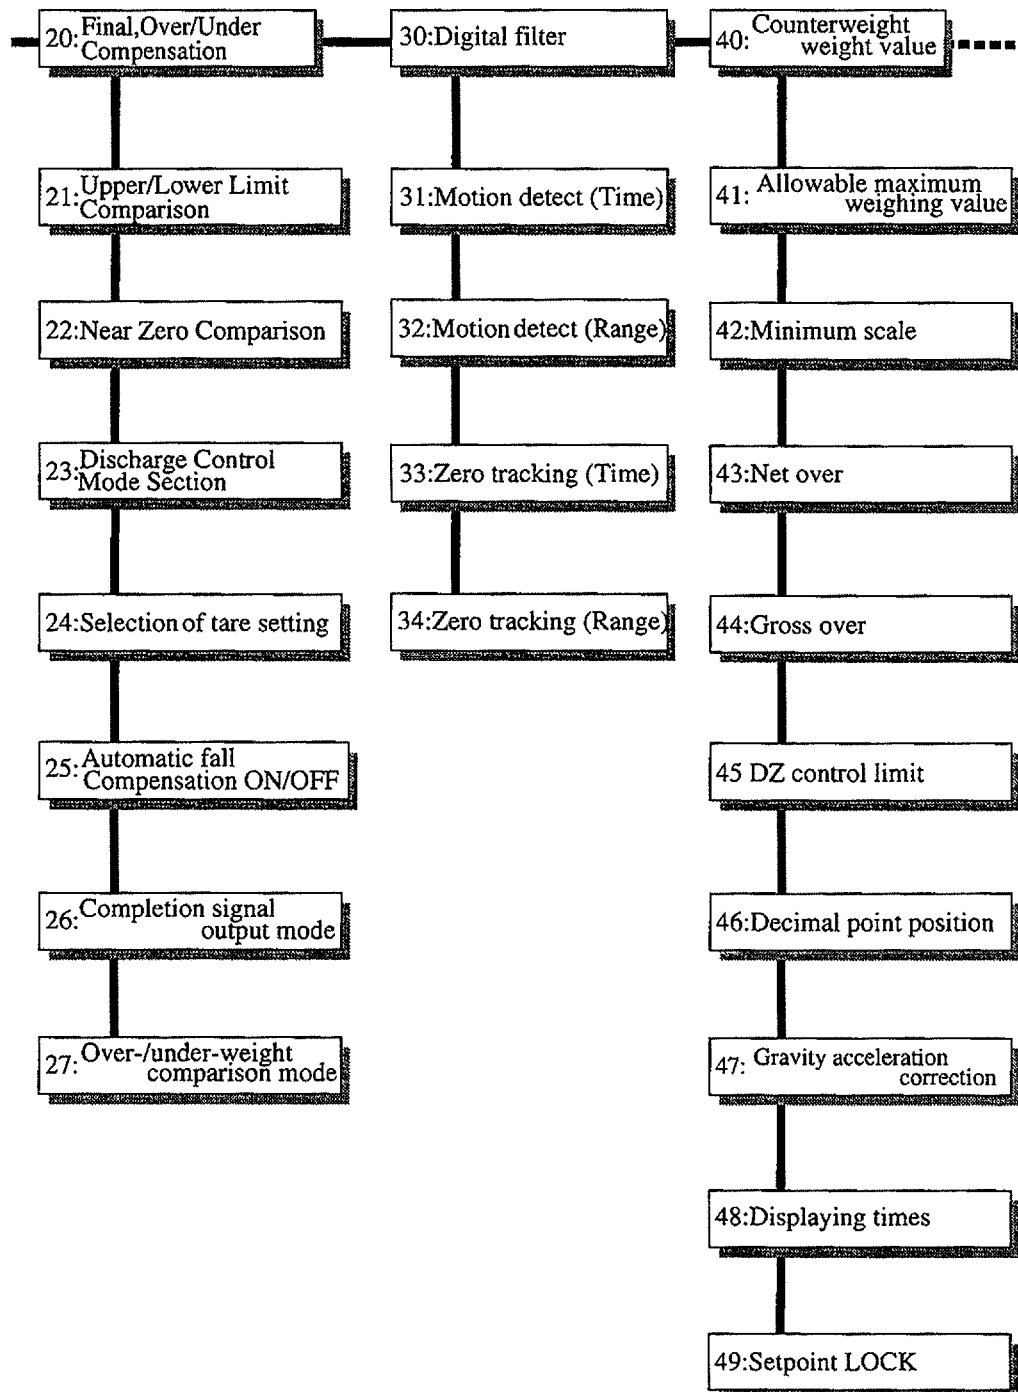 20: Final,Over/Under
Compensation
21: Upper/Lower Limit
Comparison
22:Near Zero Comparison
23: Discharge Control
Mode Section
24:Selection of tare setting
25: Automatic fall
Compensation ON/OFF
26: Completion signal
output mode
27: Over-/under-weight
comparison mode
30:Digital filter
31:Motion detect (Time)
32:Motion detect (Range)
33:Zero tracking (Time)
34:Zero tracking (Range)
40: Counterweight
weight value
41: Allowable maximum
weighing value
42:Minimum scale
43:Net over
44:Gross over
45 DZ control limit
46:Decimal point position
47: Gravity acceleration
correction
48:Displaying times
49:Setpoint LOCK